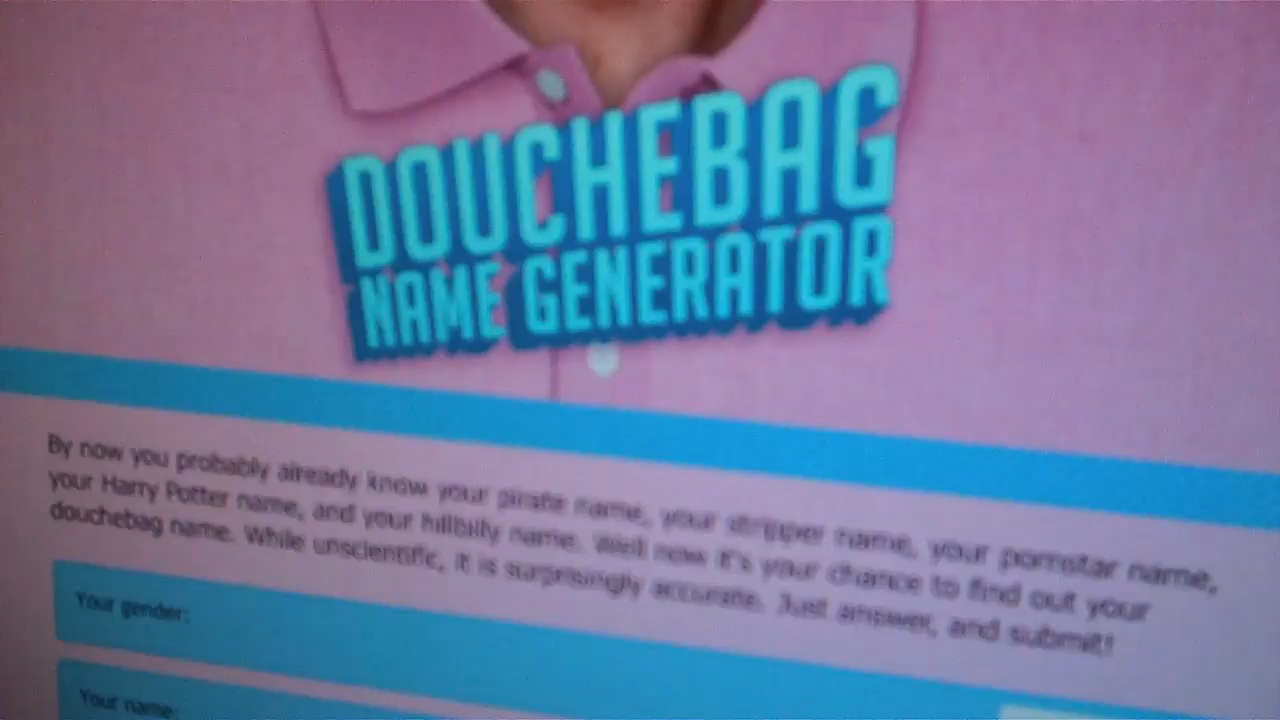 DOUCHEBAG
NAME GENERATOR
By now you probably already know your pirate name, your stripper name, your pornstar name,
your Harry Potter name, and your hillbilly name. Well now it's your chance to find out your
douchebag name. While unscientific, it is surprisingly accurate. Just answer, and submit!
Your gender:
Your name: